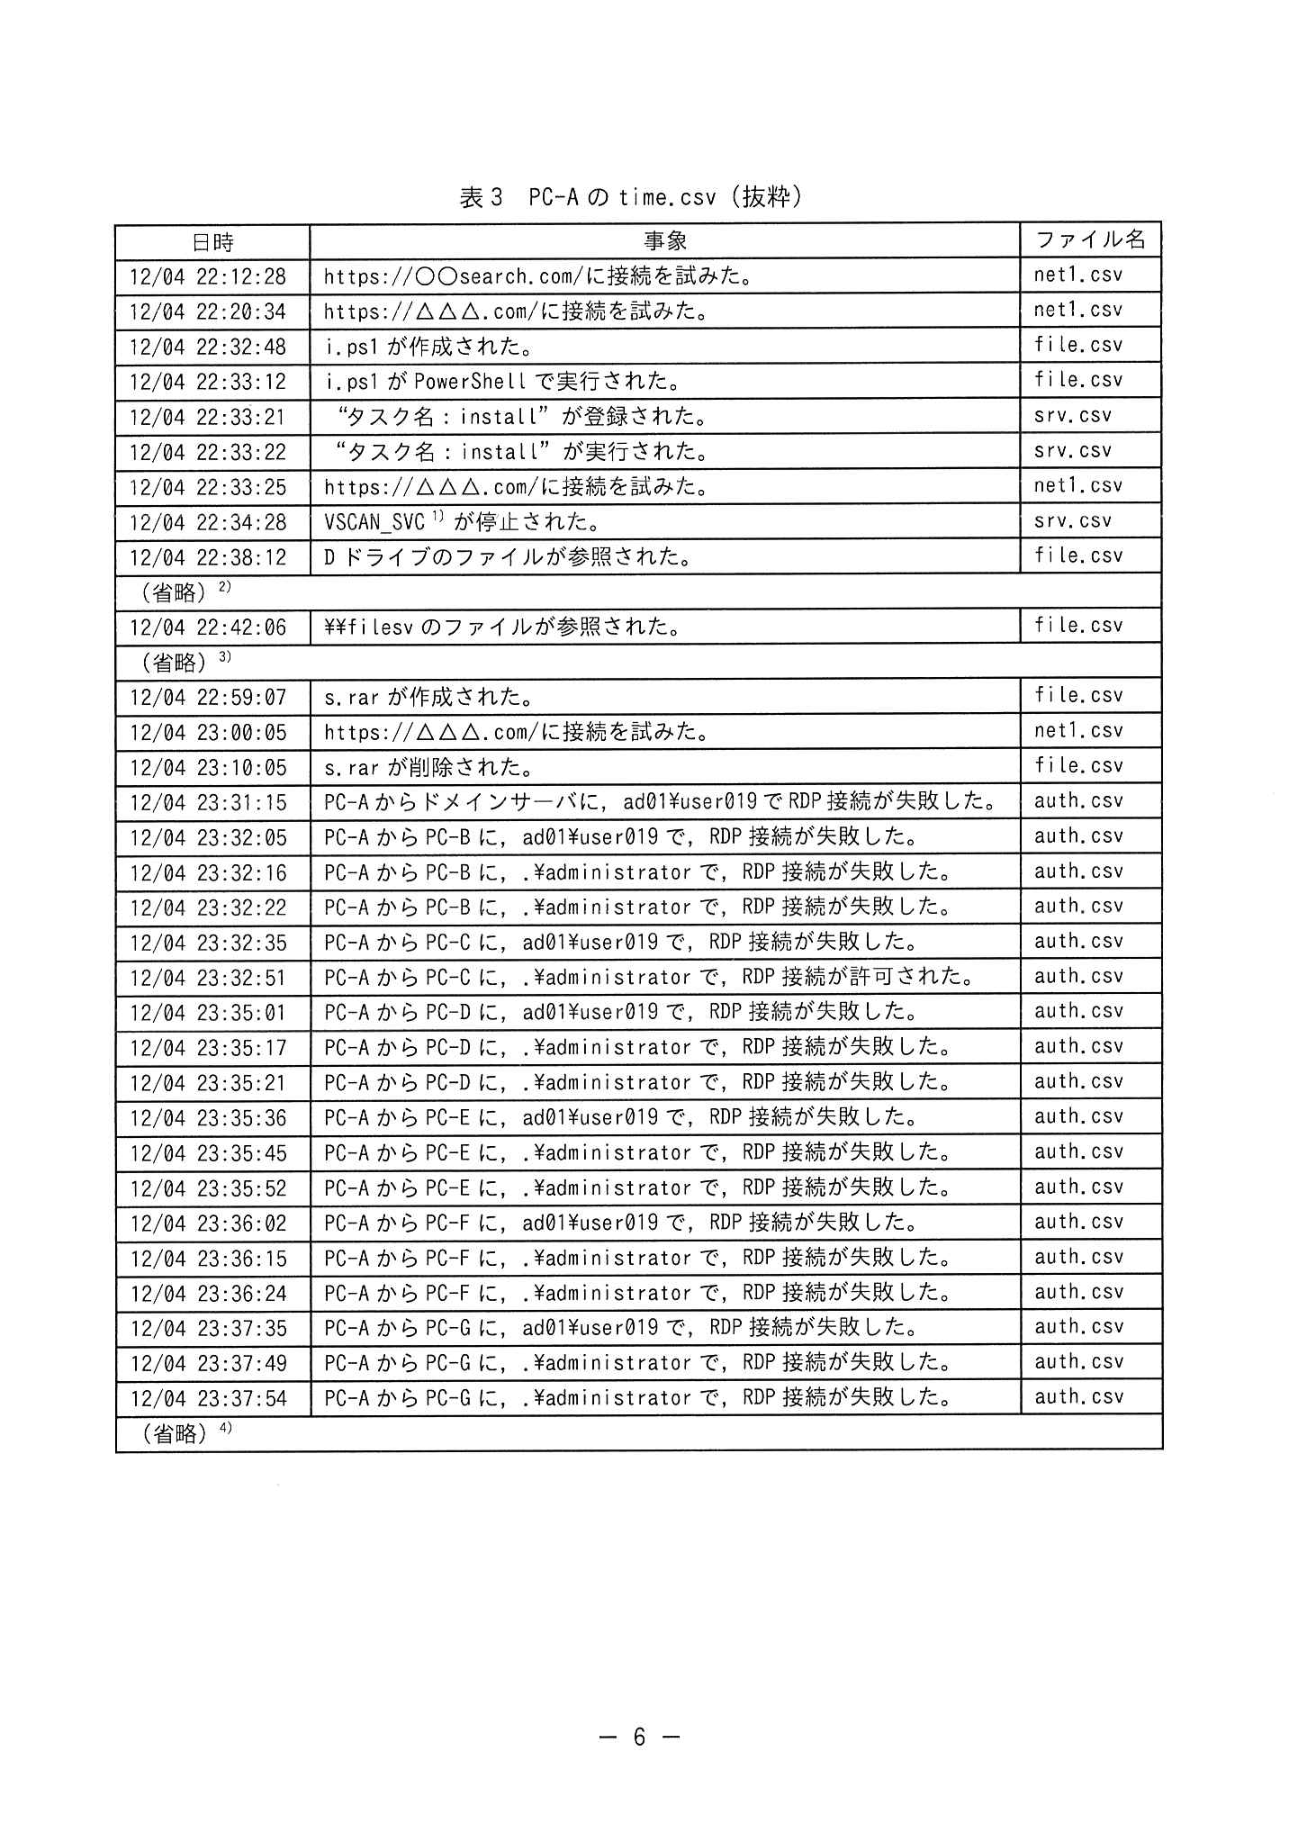 表3 PC-A の time.csv（抜粋）
日時 事象 ファイル名
12/04 22:12:28 https://○○search.com/に接続を試みた。 net1.csv
12/04 22:20:34 https://△△△.com/に接続を試みた。 net1.csv
12/04 22:32:48 i.ps1 が作成された。 file.csv
12/04 22:33:12 i.ps1 が PowerShell で実行された。 file.csv
12/04 22:33:21 “タスク名：install”が登録された。 srv.csv
12/04 22:33:22 “タスク名：install”が実行された。 srv.csv
12/04 22:33:25 https://△△△.com/に接続を試みた。 net1.csv
12/04 22:34:28 VSCAN_SVC 1) が停止された。 srv.csv
12/04 22:38:12 D ドライブのファイルが参照された。 file.csv
（省略）2)
12/04 22:42:06 ¥¥filesv のファイルが参照された。 file.csv
（省略）3)
12/04 22:59:07 s.rar が作成された。 file.csv
12/04 23:00:05 https://△△△.com/に接続を試みた。 net1.csv
12/04 23:10:05 s.rar が削除された。 file.csv
12/04 23:31:15 PC-A からドメインサーバに，ad01¥user019 で RDP 接続が失敗した。 auth.csv
12/04 23:32:05 PC-A から PC-B に，ad01¥user019 で，RDP 接続が失敗した。 auth.csv
12/04 23:32:16 PC-A から PC-B に，.¥administrator で，RDP 接続が失敗した。 auth.csv
12/04 23:32:22 PC-A から PC-B に，.¥administrator で，RDP 接続が失敗した。 auth.csv
12/04 23:32:35 PC-A から PC-C に，ad01¥user019 で，RDP 接続が失敗した。 auth.csv
12/04 23:32:51 PC-A から PC-C に，.¥administrator で，RDP 接続が許可された。 auth.csv
12/04 23:35:01 PC-A から PC-D に，ad01¥user019 で，RDP 接続が失敗した。 auth.csv
12/04 23:35:17 PC-A から PC-D に，.¥administrator で，RDP 接続が失敗した。 auth.csv
12/04 23:35:21 PC-A から PC-D に，.¥administrator で，RDP 接続が失敗した。 auth.csv
12/04 23:35:36 PC-A から PC-E に，ad01¥user019 で，RDP 接続が失敗した。 auth.csv
12/04 23:35:45 PC-A から PC-E に，.¥administrator で，RDP 接続が失敗した。 auth.csv
12/04 23:35:52 PC-A から PC-E に，.¥administrator で，RDP 接続が失敗した。 auth.csv
12/04 23:36:02 PC-A から PC-F に，ad01¥user019 で，RDP 接続が失敗した。 auth.csv
12/04 23:36:15 PC-A から PC-F に，.¥administrator で，RDP 接続が失敗した。 auth.csv
12/04 23:36:24 PC-A から PC-F に，.¥administrator で，RDP 接続が失敗した。 auth.csv
12/04 23:37:35 PC-A から PC-G に，ad01¥user019 で，RDP 接続が失敗した。 auth.csv
12/04 23:37:49 PC-A から PC-G に，.¥administrator で，RDP 接続が失敗した。 auth.csv
12/04 23:37:54 PC-A から PC-G に，.¥administrator で，RDP 接続が失敗した。 auth.csv
（省略）4)
－ 6 －